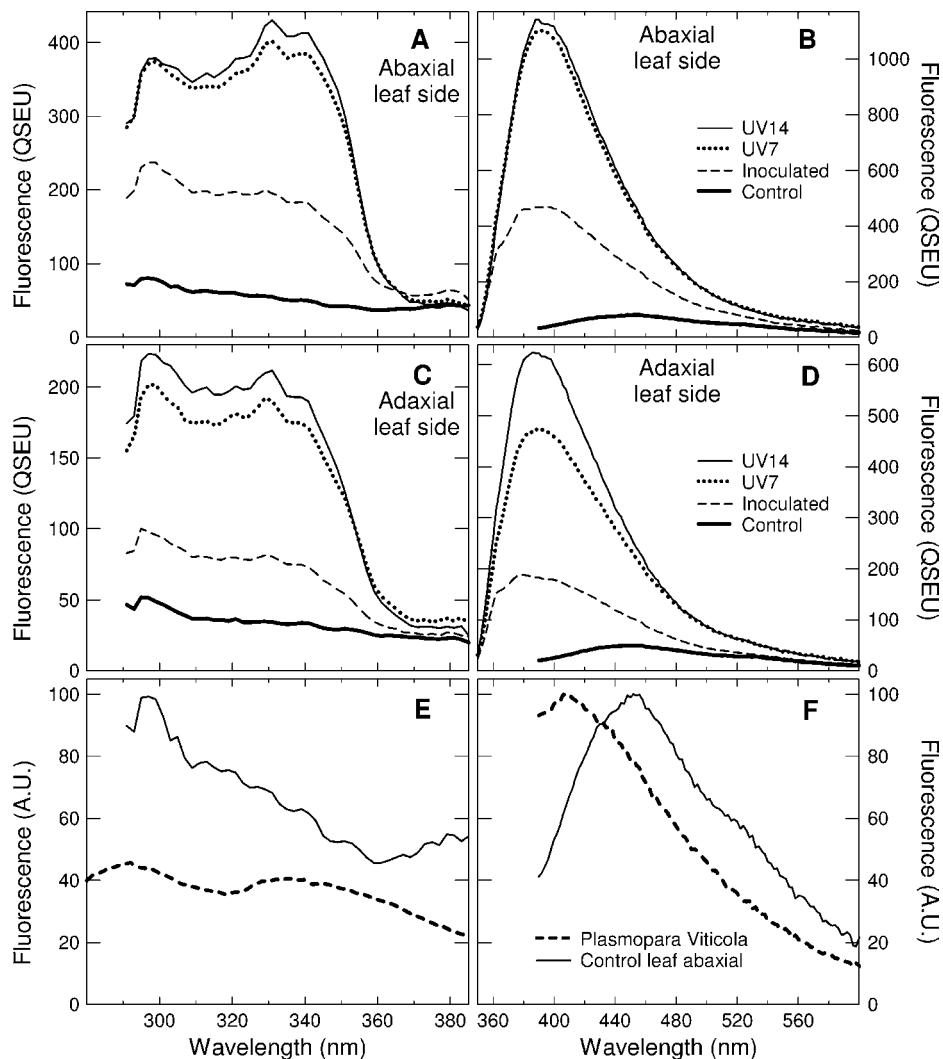 A
Abaxial
leaf side
400
300
200
100
0
Fluorescence (QSEU)
B
Abaxial
leaf side
UV14
UV7
Inoculated
Control
1000
800
600
400
200
0
Fluorescence (QSEU)
C
Adaxial
leaf side
200
150
100
50
0
Fluorescence (QSEU)
D
Adaxial
leaf side
UV14
UV7
Inoculated
Control
600
500
400
300
200
100
0
Fluorescence (QSEU)
E
100
80
60
40
20
0
Fluorescence (A.U.)
300 320 340 360 380
Wavelength (nm)
F
Plasmopara Viticola
Control leaf abaxial
100
80
60
40
20
0
Fluorescence (A.U.)
360 400 440 480 520 560
Wavelength (nm)